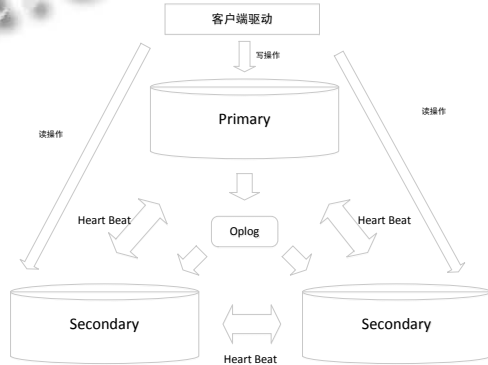 客户端驱动
写操作
Primary
读操作
读操作
Heart Beat
Heart Beat
Oplog
Secondary
Secondary
Heart Beat